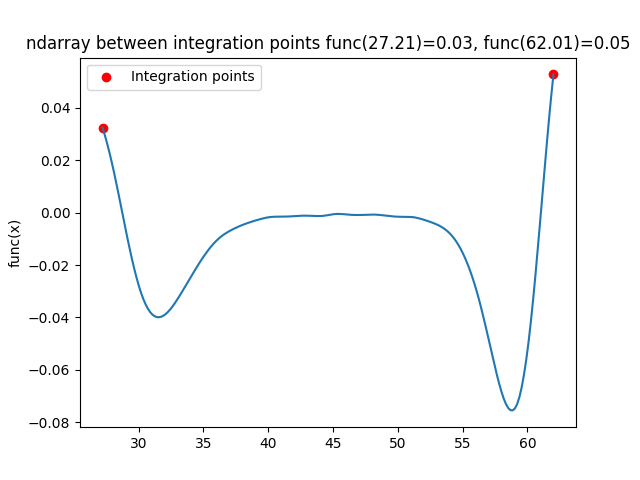 ndarray between integration points func(27.21)=0.03, func(62.01)=0.05
Integration points
func(x)
0.04
0.02
0.00
−0.02
−0.04
−0.06
−0.08
30 35 40 45 50 55 60